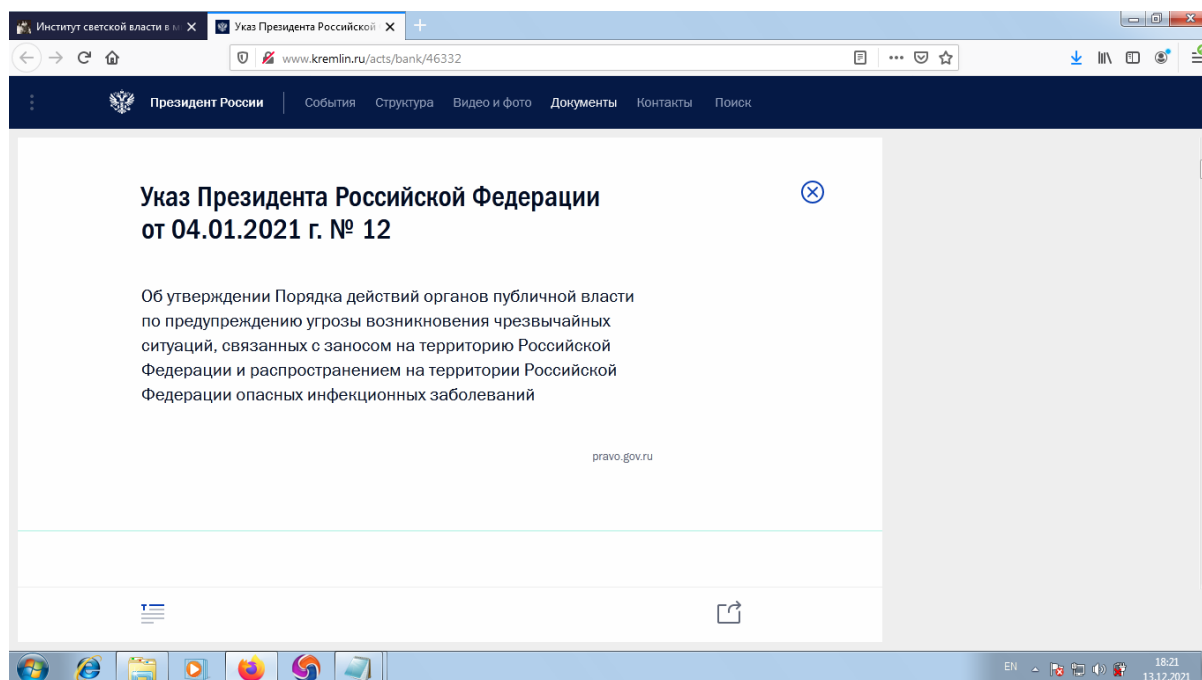 Институт светской власти в м
Указ Президента Российской
www.kremlin.ru/acts/bank/46332
Президент России События Структура Видео и фото Документы Контакты Поиск
Указ Президента Российской Федерации
от 04.01.2021 г. № 12
Об утверждении Порядка действий органов публичной власти
по предупреждению угрозы возникновения чрезвычайных
ситуаций, связанных с заносом на территорию Российской
Федерации и распространением на территории Российской
Федерации опасных инфекционных заболеваний
pravo.gov.ru
EN
18:21
13.12.2021